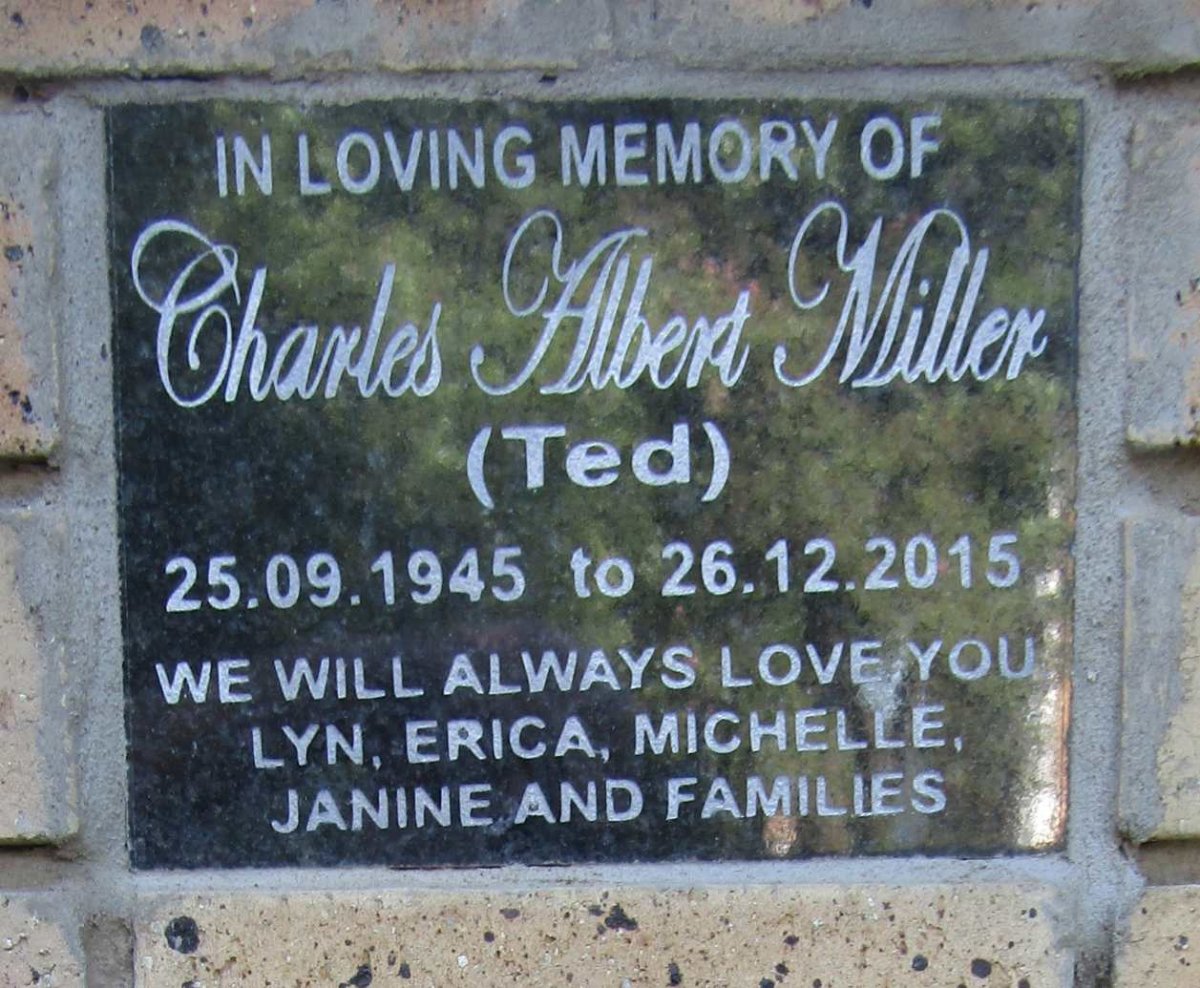 IN LOVING MEMORY OF
Charles Albert Miller
(Ted)
25.09.1945 to 26.12.2015
WE WILL ALWAYS LOVE YOU
LYN, ERICA, MICHELLE,
JANINE AND FAMILIES